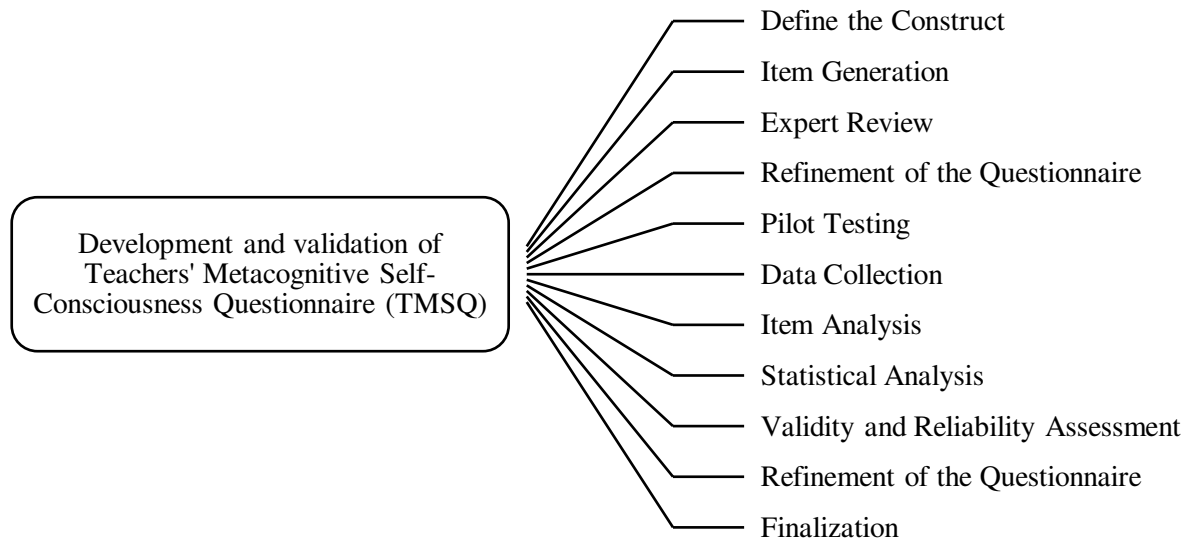 Development and validation of
Teachers' Metacognitive Self-
Consciousness Questionnaire (TMSQ)
Define the Construct
Item Generation
Expert Review
Refinement of the Questionnaire
Pilot Testing
Data Collection
Item Analysis
Statistical Analysis
Validity and Reliability Assessment
Refinement of the Questionnaire
Finalization